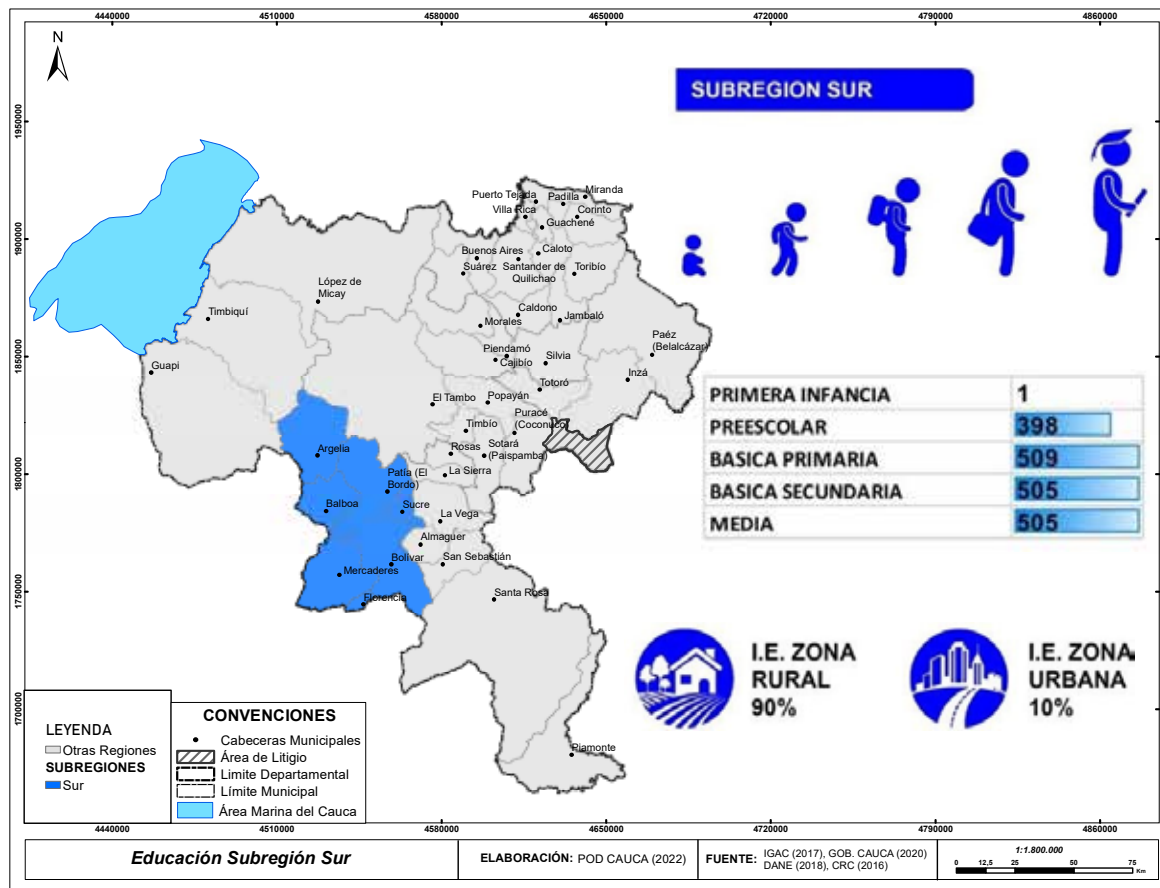 4440000
4510000
4580000
4650000
4720000
4790000
4860000
N
1950000
1900000
1850000
1800000
1750000
1700000
SUBREGION SUR
Puerto Tejada
Padilla
Miranda
Villa Rica
Corinto
Guachené
Buenos Aires
Caloto
Suárez
Santander de
Quilichao
Toribío
López de
Micay
Timbiquí
Caldono
Jambaló
Morales
Paéz
(Belalcázar)
Piendamó
Cajibío
Silvia
Guapi
Inzá
Totoró
El Tambo
Popayán
Puracé
(Coconuco)
Timbío
Rosas
Sotará
(Paispamba)
Argelia
La Sierra
Patía (El
Bordo)
Balboa
Sucre
La Vega
Almaguer
Bolívar
San Sebastián
Mercaderes
Florencia
Santa Rosa
Piamonte
PRIMERA INFANCIA 1
PREESCOLAR 398
BASICA PRIMARIA 509
BASICA SECUNDARIA 505
MEDIA 505
I.E. ZONA
RURAL
90%
I.E. ZONA
URBANA
10%
LEYENDA
Otras Regiones
SUBREGIONES
Sur
CONVENCIONES
Cabeceras Municipales
Área de Litigio
Limite Departamental
Límite Municipal
Área Marina del Cauca
4440000
4510000
4580000
4650000
4720000
4790000
4860000
Educación Subregión Sur
ELABORACIÓN: POD CAUCA (2022)
FUENTE: IGAC (2017), GOB. CAUCA (2020)
DANE (2018), CRC (2016)
1:1.800.000
0 12,5 25 50 75
Km